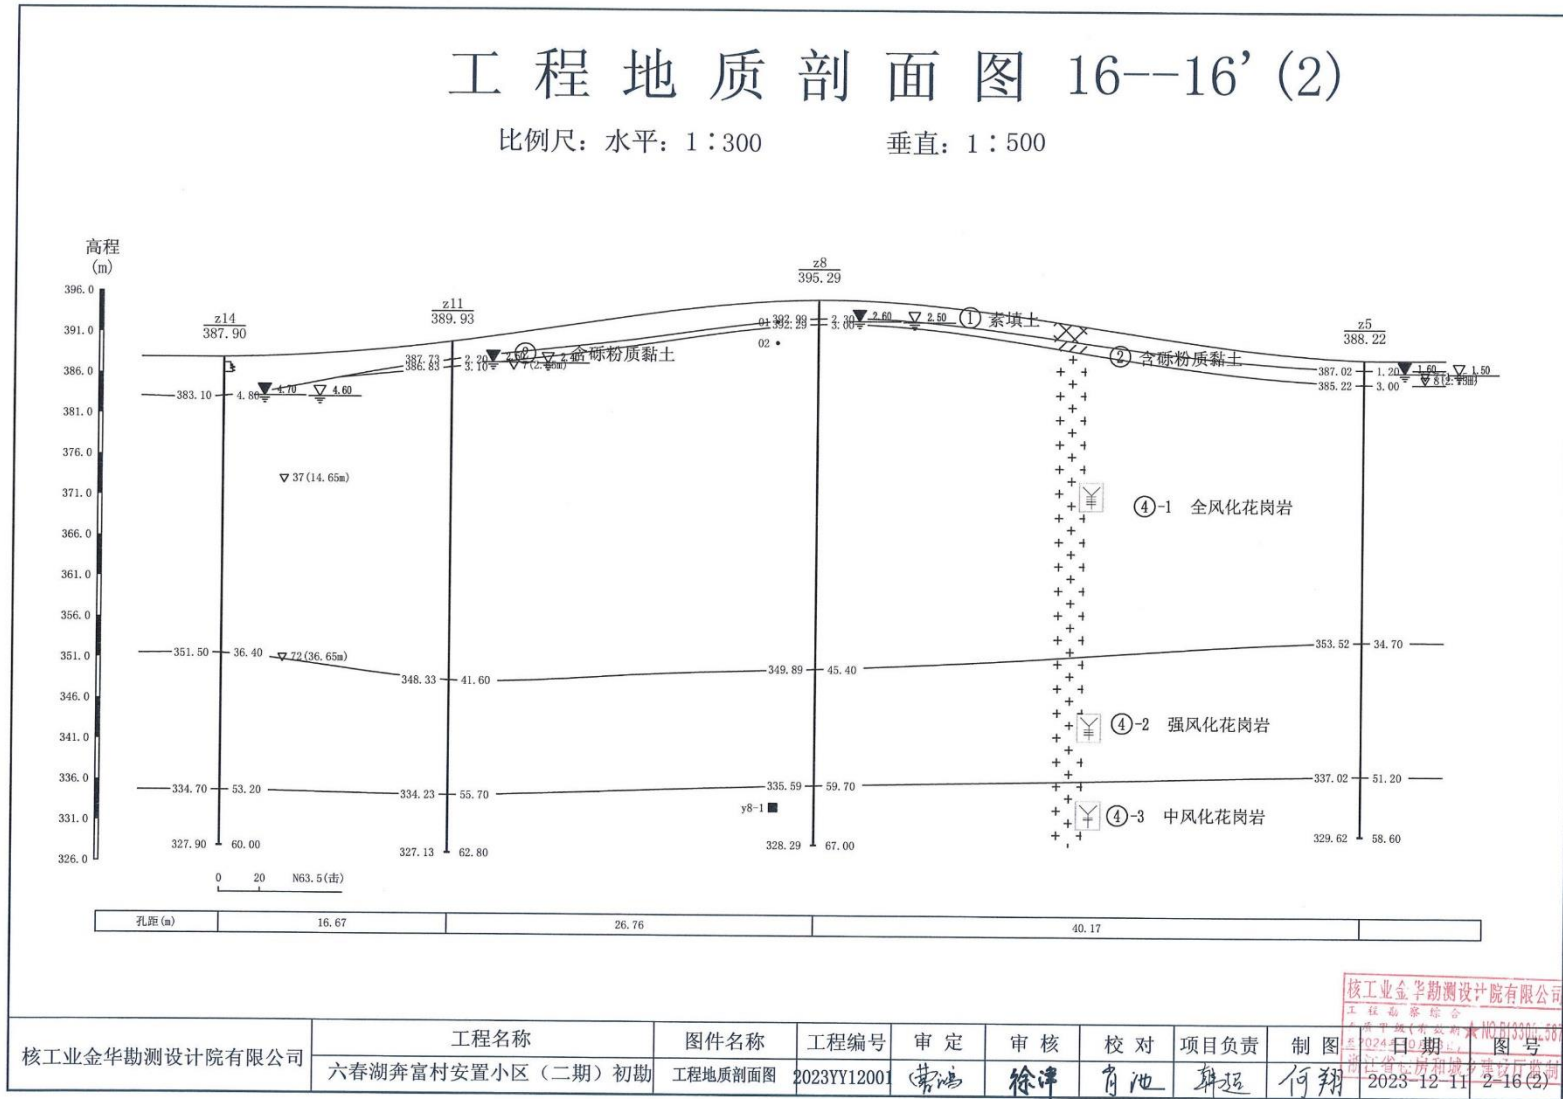 工程地质剖面图 16--16’(2)
比例尺：水平：1：300 垂直：1：500
高程
(m)
396.0
391.0
386.0
381.0
376.0
371.0
366.0
361.0
356.0
351.0
346.0
341.0
336.0
331.0
326.0
z14
387.90
383.10 4.80
4.70 4.60
37(14.65m)
351.50 36.40
72(36.65m)
334.70 53.20
327.90 60.00
z11
389.93
387.73 2.20
386.83 3.10
② 含砾粉质黏土
348.33 41.60
334.23 55.70
327.13 62.80
z8
395.29
01 392.99 2.30
392.29 3.00
02
2.60 2.50
349.89 45.40
335.59 59.70
y8-1
328.29 67.00
① 素填土
② 含砾粉质黏土
④-1 全风化花岗岩
④-2 强风化花岗岩
④-3 中风化花岗岩
z5
388.22
387.02 1.20
385.22 3.00
1.60 1.50
353.52 34.70
337.02 51.20
329.62 58.60
0 20 N63.5(击)
孔距(m) 16.67 26.76 40.17
核工业金华勘测设计院有限公司
工程勘察综合
核工业金华勘测设计院有限公司
工程名称 图件名称 工程编号 审定 审核 校对 项目负责 制图 日期 图号
六春湖奔富村安置小区（二期）初勘 工程地质剖面图 2023YY12001 徐津 肖池 韩超 何翔 2023-12-11 2-16(2)